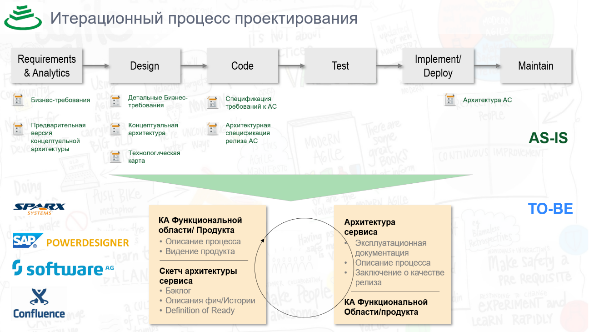 Итерационный процесс проектирования
Requirements
& Analytics
Design
Code
Test
Implement/
Deploy
Maintain
Бизнес-требования
Предварительная
версия
концептуальной
архитектуры
Детальные Бизнес-
требования
Концептуальная
архитектура
Технологическая
карта
Спецификация
требований к АС
Архитектурная
спецификация
релиза АС
Архитектура АС
AS-IS
TO-BE
SPARX
SYSTEMS
SAP POWERDESIGNER
software AG
Confluence
КА Функциональной
области/ Продукта
• Описание процесса
• Видение продукта
Скетч архитектуры
сервиса
• Бэклог
• Описания фич/Истории
• Definition of Ready
Архитектура
сервиса
• Эксплуатационная
документация
• Описание процесса
• Заключение о качестве
релиза
КА Функциональной
Области/продукта